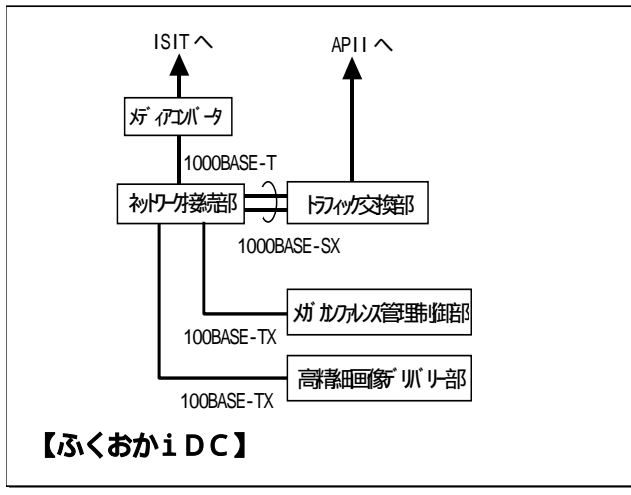 ISITへ
APIIへ
メディアコンバータ
1000BASE-T
ネットワーク接続部
トラフィック交換部
1000BASE-SX
メガカンファレンス管理制御部
100BASE-TX
高精細画像デリバリー部
100BASE-TX
【ふくおかｉＤＣ】